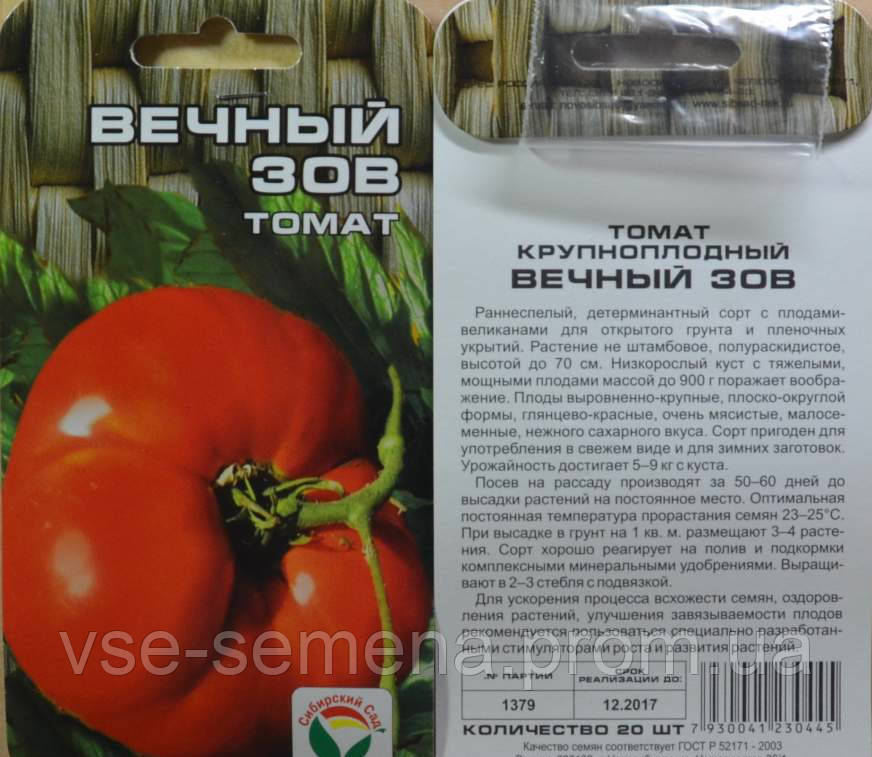 ВЕЧНЫЙ
ЗОВ
ТОМАТ
Сибирский Сад
ТОМАТ
КРУПНОПЛОДНЫЙ
ВЕЧНЫЙ ЗОВ
Раннеспелый, детерминантный сорт с плодами-
великанами для открытого грунта и пленочных
укрытий. Растение не штамбовое, полураскидистое,
высотой до 70 см. Низкорослый куст с тяжелыми,
мощными плодами массой до 900 г поражает вообра-
жение. Плоды выровненно-крупные, плоско-округлой
формы, глянцево-красные, очень мясистые, малосе-
менные, нежного сахарного вкуса. Сорт пригоден для
употребления в свежем виде и для зимних заготовок.
Урожайность достигает 5–9 кг с куста.
Посев на рассаду производят за 50–60 дней до
высадки растений на постоянное место. Оптимальная
постоянная температура прорастания семян 23–25°С.
При высадке в грунт на 1 кв. м. размещают 3–4 расте-
ния. Сорт хорошо реагирует на полив и подкормки
комплексными минеральными удобрениями. Выращи-
вают в 2–3 стебля с подвязкой.
Для ускорения процесса всхожести семян, оздоров-
ления растений, улучшения завязываемости плодов
рекомендуется пользоваться специально разработан-
ными стимуляторами роста и развития растений.
vse-semena.prom.ua
№ ПАРТИИ
СРОК
РЕАЛИЗАЦИИ ДО:
1379
12.2017
КОЛИЧЕСТВО 20 ШТ
7 930041 230445
Качество семян соответствует ГОСТ Р 52171 - 2003